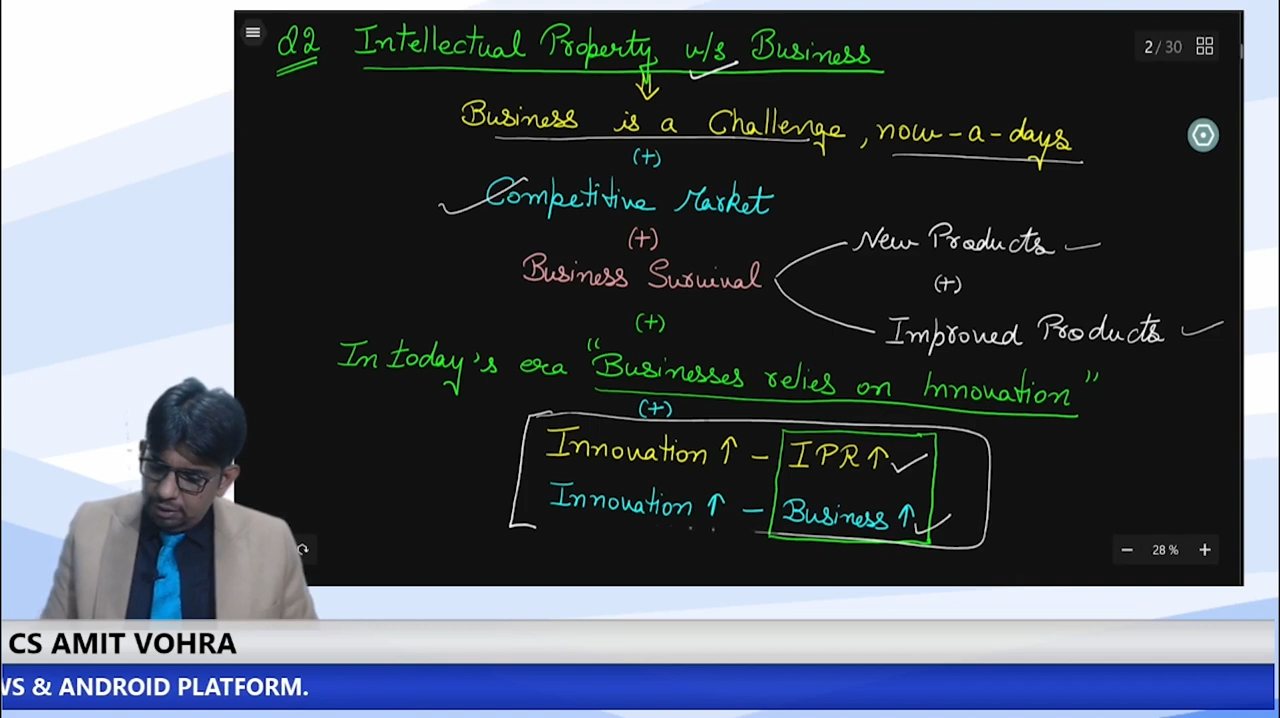 Q2 Intellectual Property v/s Business
2/30
Business is a Challenge, now-a-days
(+)
Competitive Market
(+)
New Products
Business Survival
(+)
(+)
Improved Products
In today's era "Businesses relies on Innovation"
(+)
Innovation ↑ - IPR ↑
Innovation ↑ - Business ↑
− 28 % +
CS AMIT VOHRA
WS & ANDROID PLATFORM.